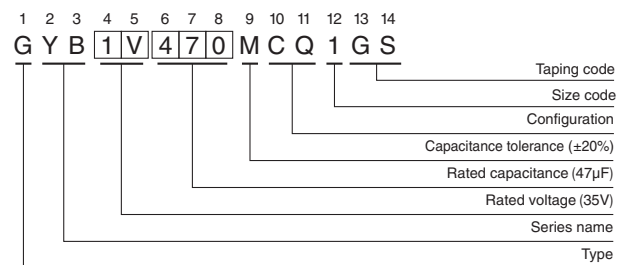 1 2 3 4 5 6 7 8 9 10 11 12 13 14
G Y B 1 V 4 7 0 M C Q 1 G S
Taping code
Size code
Configuration
Capacitance tolerance (±20%)
Rated capacitance (47μF)
Rated voltage (35V)
Series name
Type